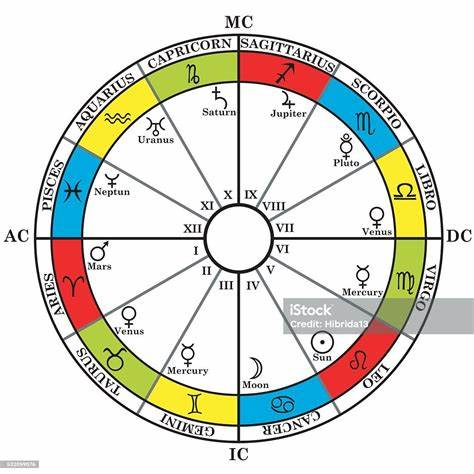 MC
CAPRICORN
SAGITTARIUS
AQUARIUS
SCORPIO
Saturn
Jupiter
Uranus
Pluto
PISCES
LIBRO
Neptun
Venus
XI
X
IX
VIII
XII
VII
AC
DC
I
VI
II
V
III
IV
Mars
Mercury
ARIES
VIRGO
Venus
Mercury
Moon
Sun
TAURUS
LEO
GEMINI
CANCER
IC
iStock
Credit: Hibrida13
532059076